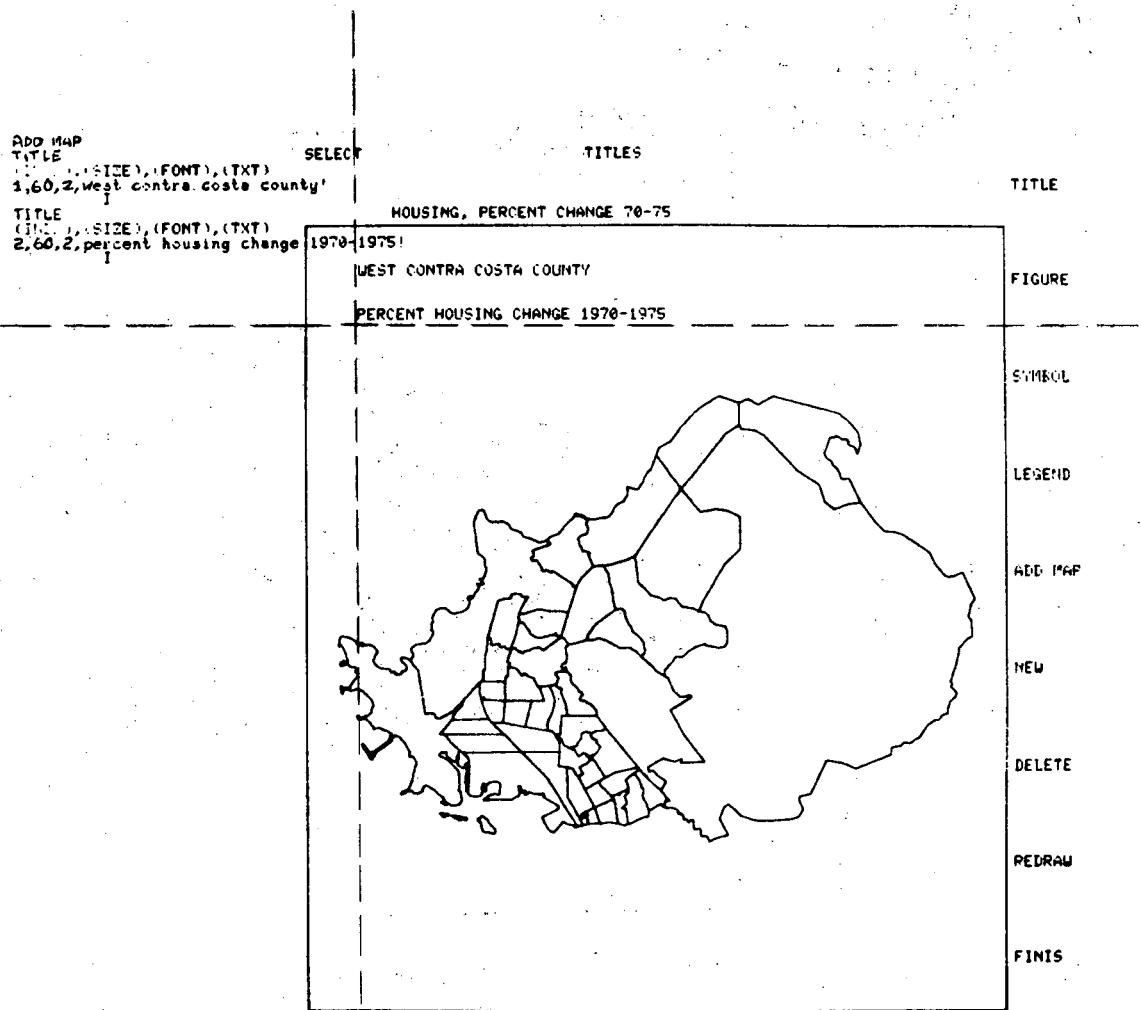 ADD MAP
TITLE
(SIZE),(FONT),(TXT)
1,60,2,west contra costa county'
I
TITLE
(SIZE),(FONT),(TXT)
2,60,2,percent housing change 1970-1975!
I
SELECT
TITLES
HOUSING, PERCENT CHANGE 70-75
WEST CONTRA COSTA COUNTY
PERCENT HOUSING CHANGE 1970-1975
TITLE
FIGURE
SYMBOL
LEGEND
ADD MAP
NEW
DELETE
REDRAW
FINIS